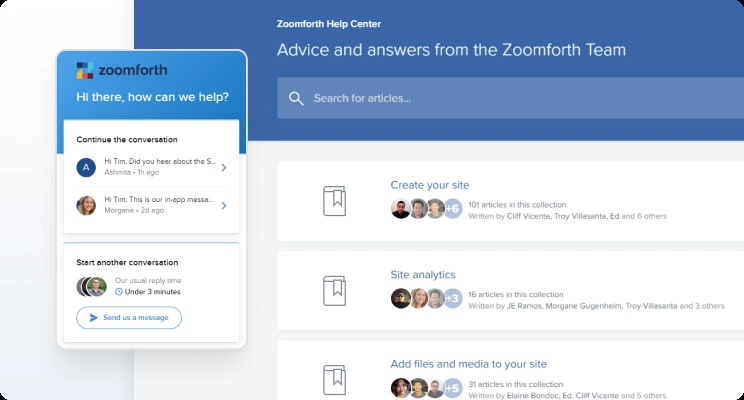 Zoomforth Help Center
Advice and answers from the Zoomforth Team
Search for articles...
zoomforth
Hi there, how can we help?
Continue the conversation
A
Hi Tim, Did you hear about the S...
Ashmita • 1h ago
Hi Tim, This is our in-app messa...
Morgane • 2d ago
Start another conversation
Our usual reply time
Under 3 minutes
Send us a message
Create your site
+6
101 articles in this collection
Written by Cliff Vicente, Troy Villasanta, Ed and 6 others
Site analytics
+3
16 articles in this collection
Written by JE Ramos, Morgane Gugenheim, Troy Villasanta and 3 others
Add files and media to your site
+5
31 articles in this collection
Written by Elaine Bondoc, Ed, Cliff Vicente and 5 others